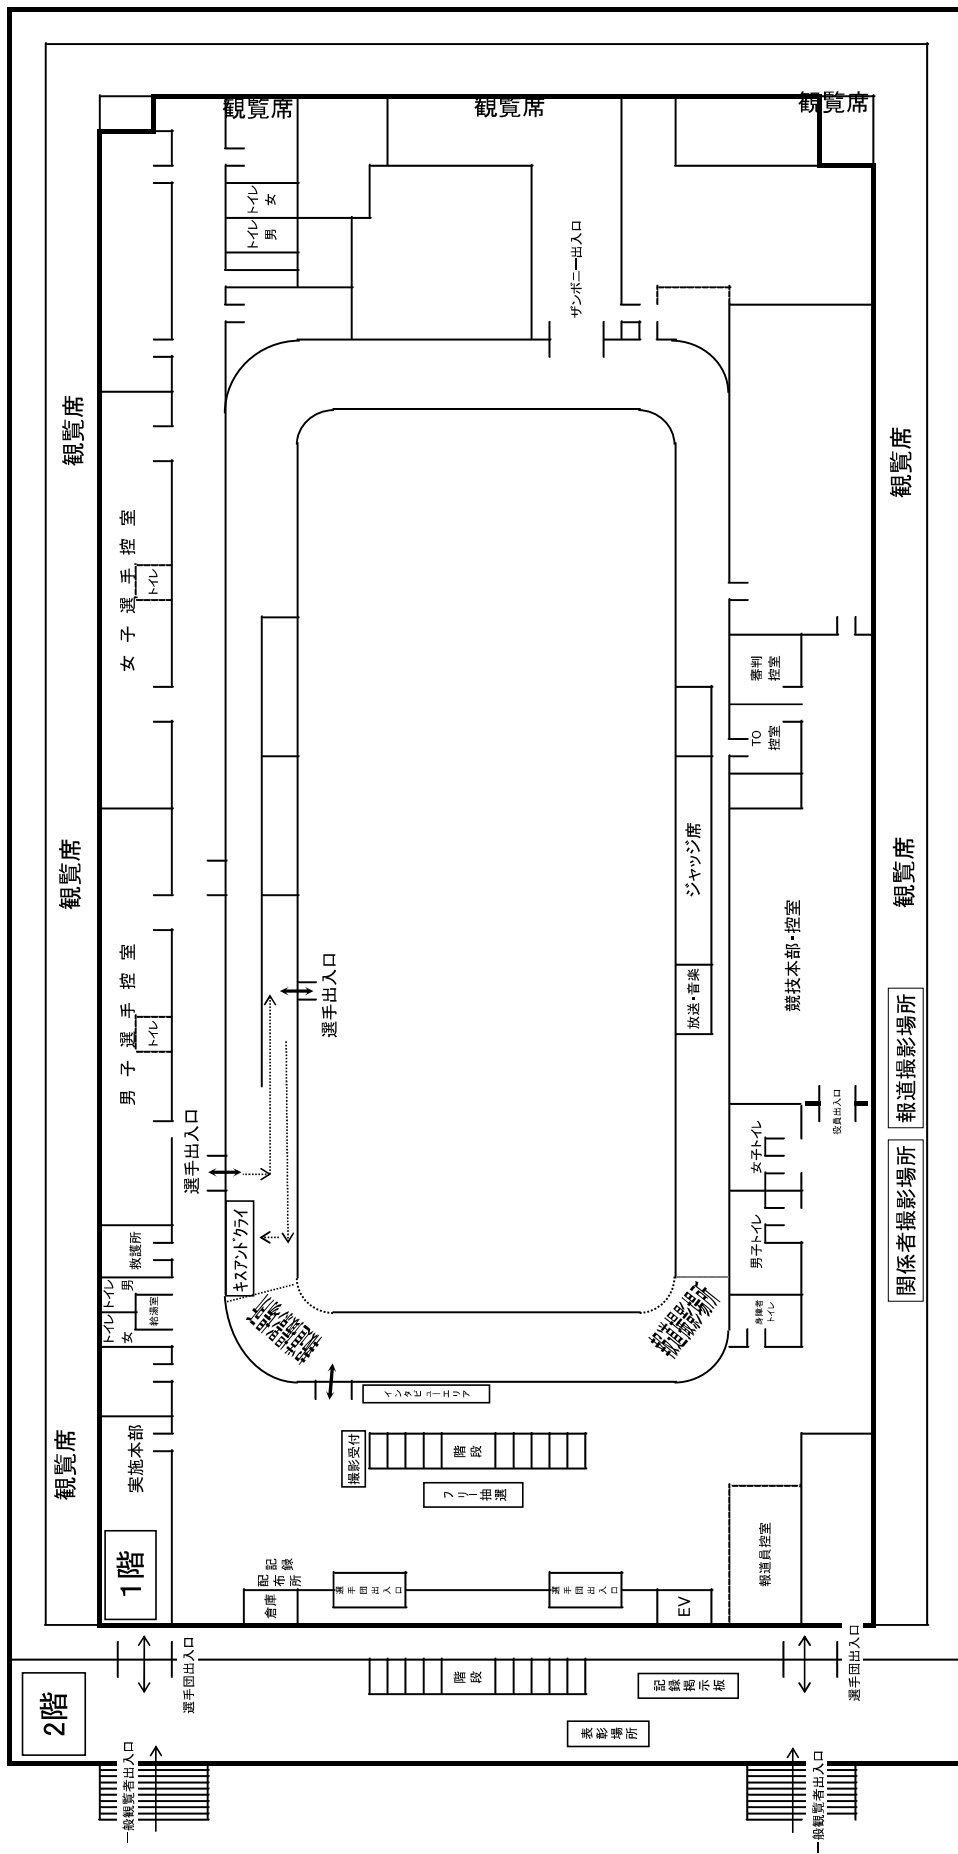 観覧席
観覧席
観覧席
トイレ
女
トイレ
男
ザンボニー出入口
観覧席
観覧席
女子選手控室
トイレ
審判
控室
TO
控室
観覧席
ジャッジ席
観覧席
男子選手控室
トイレ
選手出入口
放送・音楽
競技本部・控室
報道撮影場所
選手出入口
役員出入口
女子トイレ
キスアンドクライ
男子トイレ
関係者撮影場所
救護所
トイレ
男
トイレ
女
給湯室
身障者
トイレ
インタビューエリア
観覧席
実施本部
撮影受付
階段
フリー抽選
1階
記録
配布所
倉庫
選手団出入口
選手団出入口
EV
報道員控室
選手団出入口
選手団出入口
2階
階段
記録掲示板
表彰場所
一般観覧者出入口
一般観覧者出入口